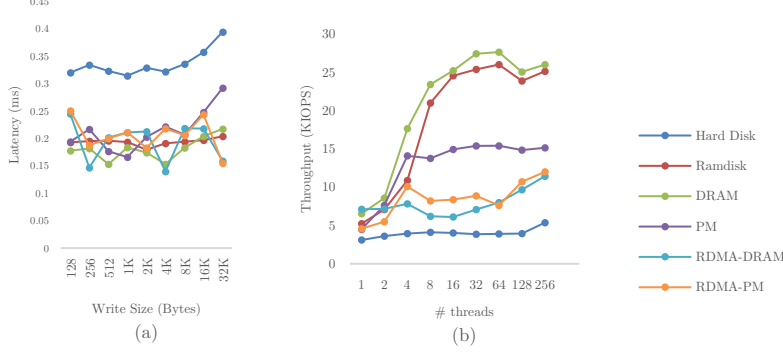 0.45
0.4
0.35
0.3
0.25
0.2
0.15
0.1
0.05
0
Latency (ms)
128 256 512 1K 2K 4K 8K 16K 32K
Write Size (Bytes)
(a)
30
25
20
15
10
5
0
Throughput (KIOPS)
1 2 4 8 16 32 64 128 256
# threads
(b)
Hard Disk
Ramdisk
DRAM
PM
RDMA-DRAM
RDMA-PM